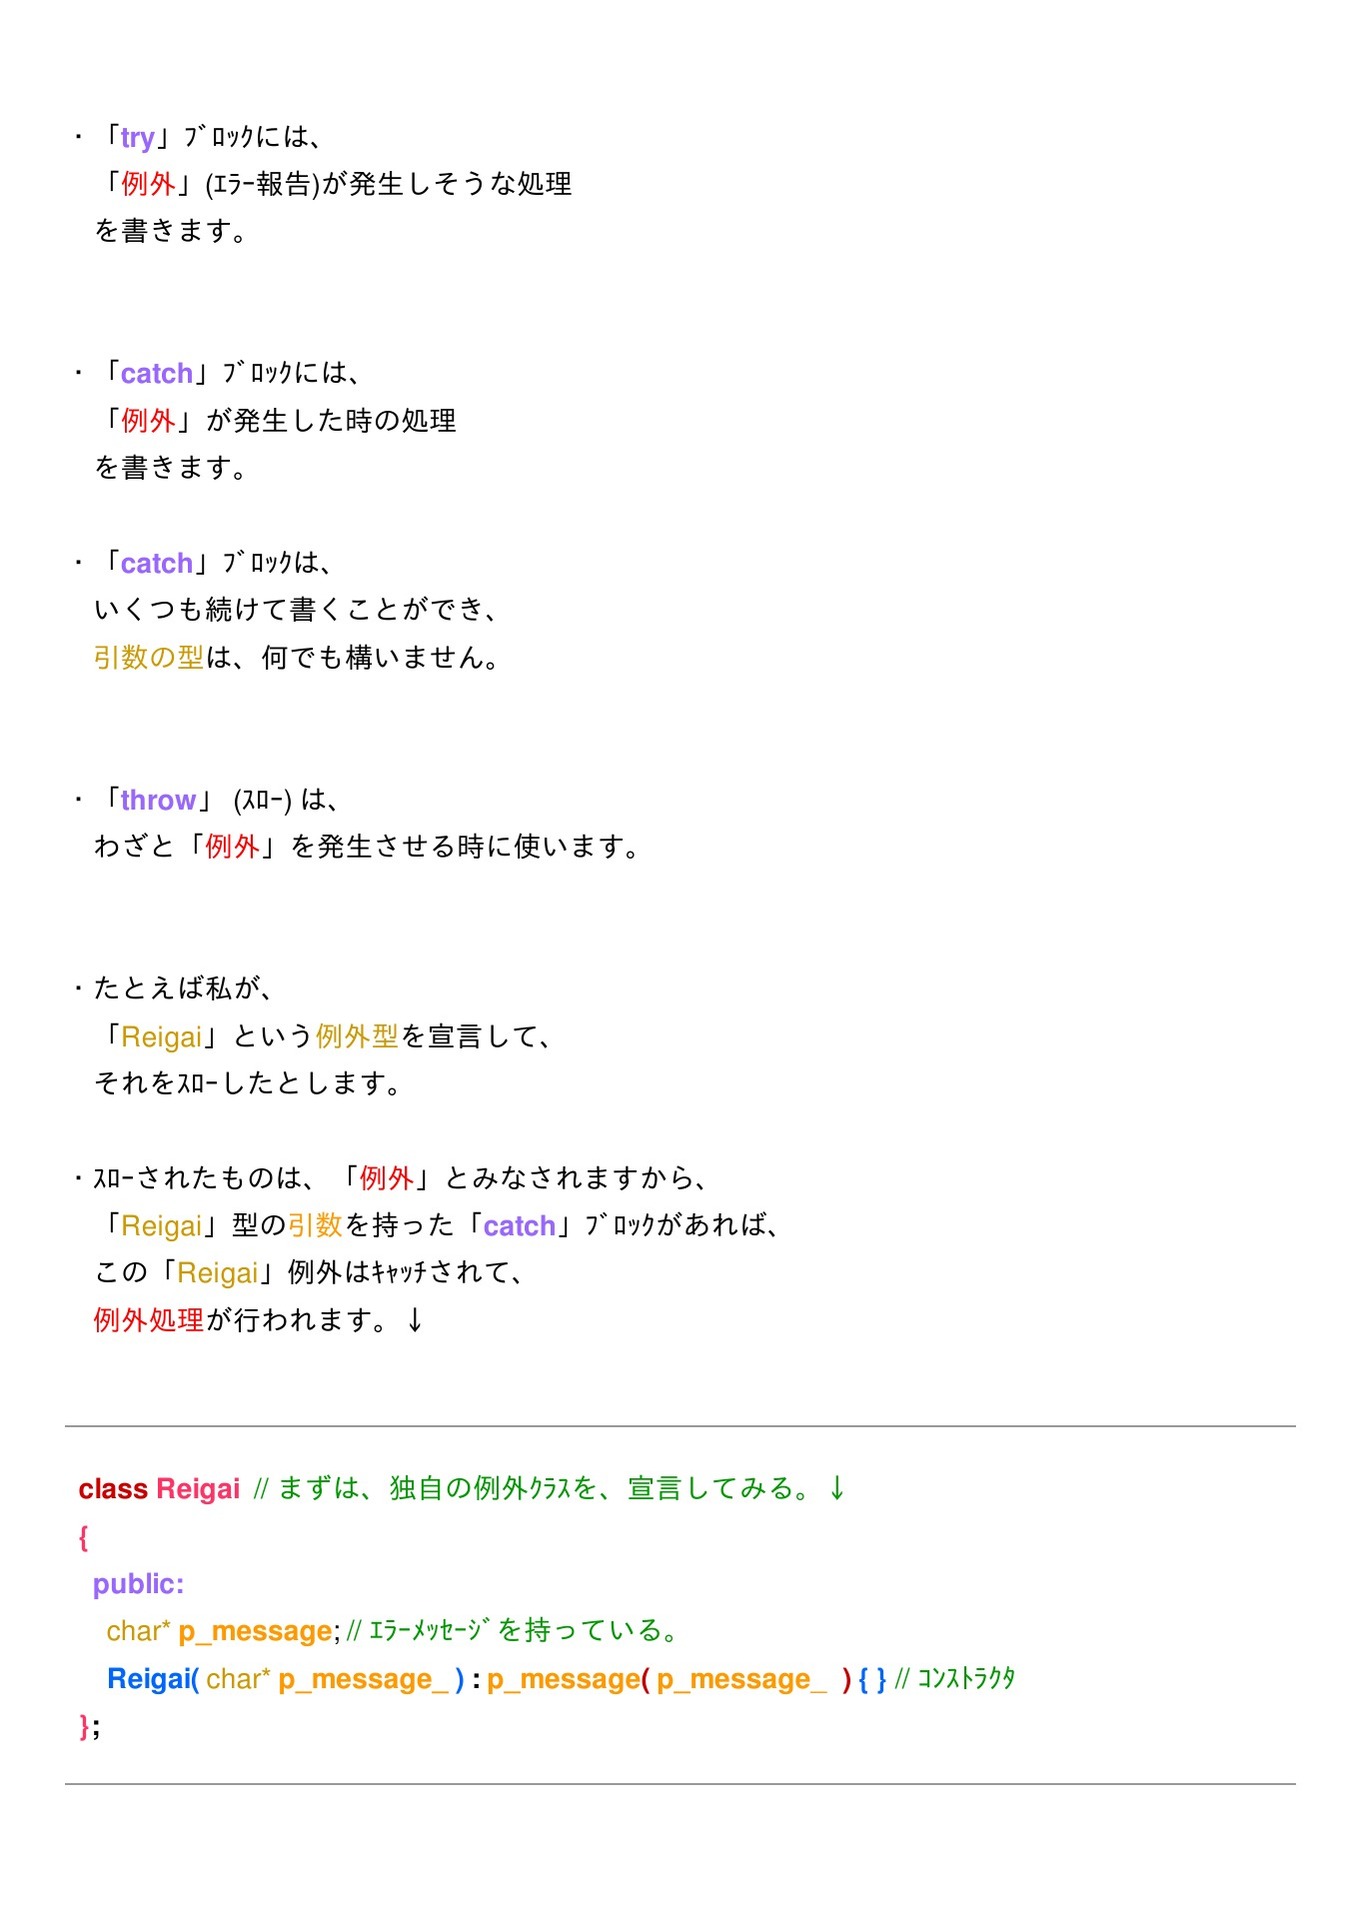 ・「try」ﾌﾞﾛｯｸには、
「例外」(ｴﾗｰ報告)が発生しそうな処理
を書きます。
・「catch」ﾌﾞﾛｯｸには、
「例外」が発生した時の処理
を書きます。
・「catch」ﾌﾞﾛｯｸは、
いくつも続けて書くことができ、
引数の型は、何でも構いません。
・「throw」 (ｽﾛｰ) は、
わざと「例外」を発生させる時に使います。
・たとえば私が、
「Reigai」という例外型を宣言して、
それをｽﾛｰしたとします。
・ｽﾛｰされたものは、「例外」とみなされますから、
「Reigai」型の引数を持った「catch」ﾌﾞﾛｯｸがあれば、
この「Reigai」例外はｷｬｯﾁされて、
例外処理が行われます。↓
class Reigai // まずは、独自の例外ｸﾗｽを、宣言してみる。↓
{
public:
char* p_message; // ｴﾗｰﾒｯｾｰｼﾞを持っている。
Reigai( char* p_message_ ) : p_message( p_message_ ) { } // ｺﾝｽﾄﾗｸﾀ
};